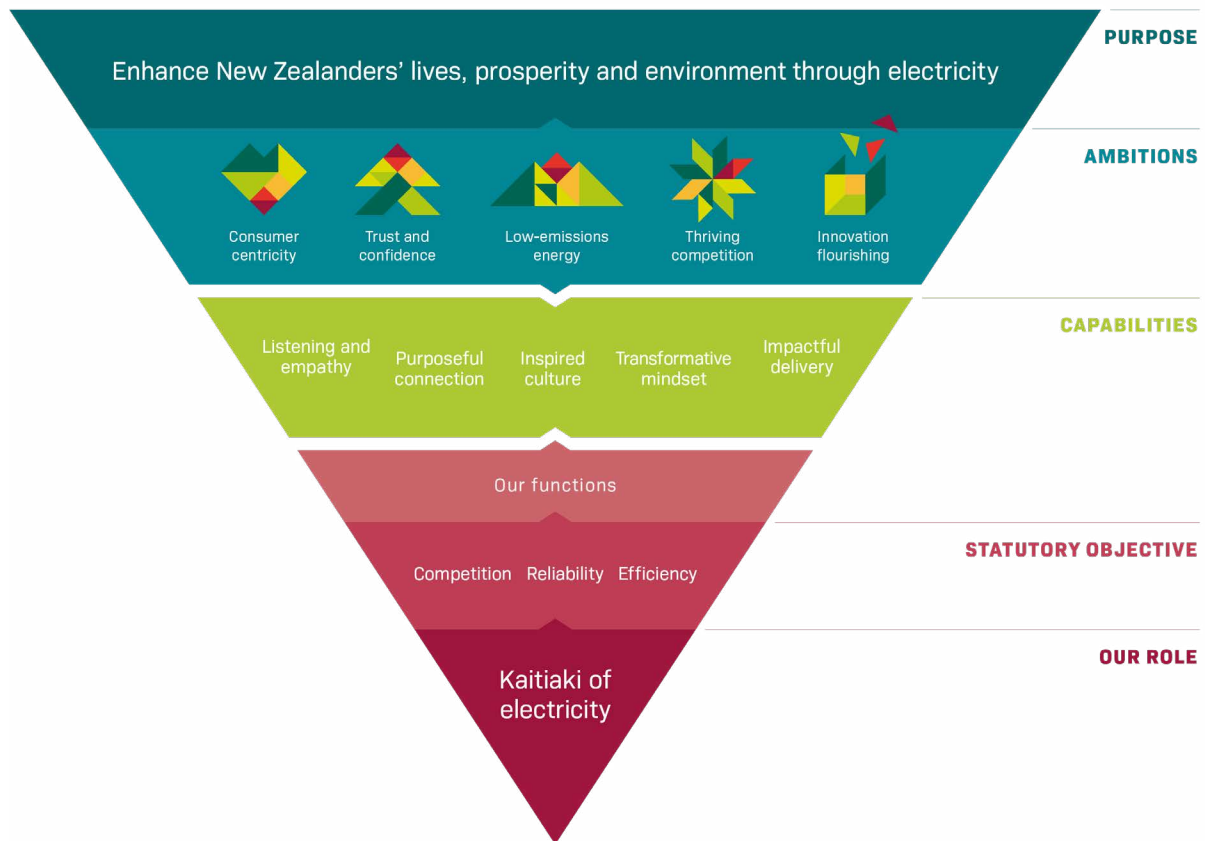 PURPOSE
Enhance New Zealanders’ lives, prosperity and environment through electricity
AMBITIONS
Consumer
centricity
Trust and
confidence
Low-emissions
energy
Thriving
competition
Innovation
flourishing
CAPABILITIES
Listening and
empathy
Purposeful
connection
Inspired
culture
Transformative
mindset
Impactful
delivery
Our functions
STATUTORY OBJECTIVE
Competition Reliability Efficiency
OUR ROLE
Kaitiaki of
electricity